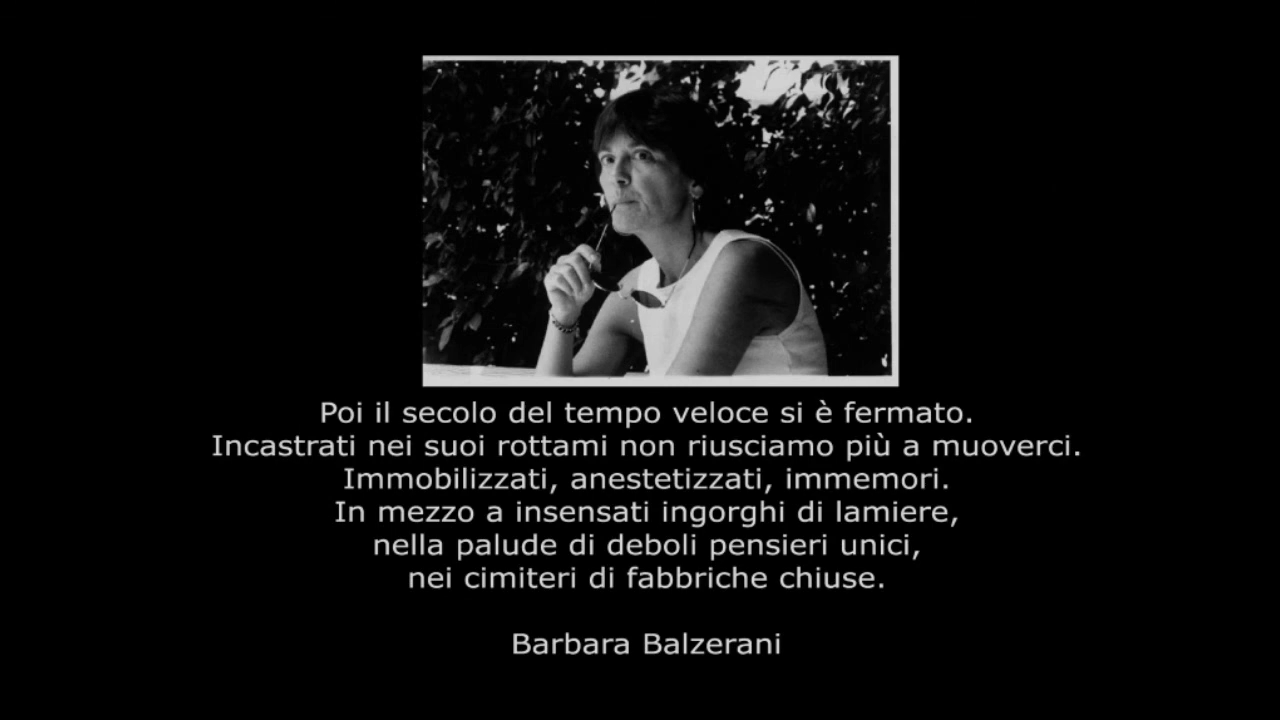 Poi il secolo del tempo veloce si è fermato.
Incastrati nei suoi rottami non riusciamo più a muoverci.
Immobilizzati, anestetizzati, immemori.
In mezzo a insensati ingorghi di lamiere,
nella palude di deboli pensieri unici,
nei cimiteri di fabbriche chiuse.
Barbara Balzerani